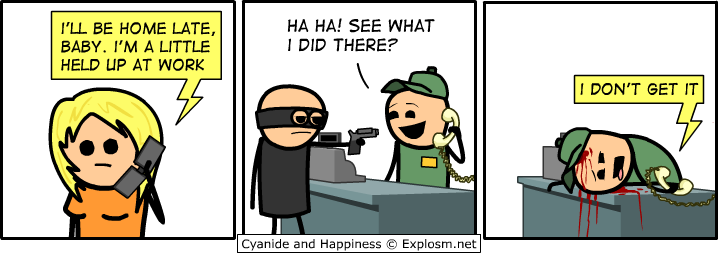 I'LL BE HOME LATE,
BABY. I'M A LITTLE
HELD UP AT WORK
HA HA! SEE WHAT
I DID THERE?
I DON'T GET IT
Cyanide and Happiness © Explosm.net